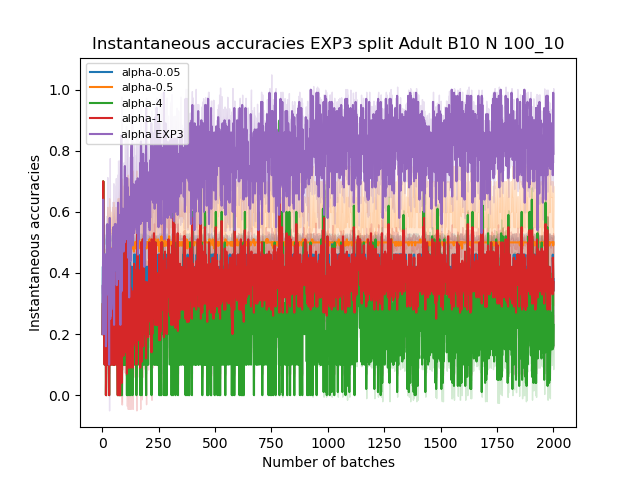 Instantaneous accuracies EXP3 split Adult B10 N 100_10
alpha-0.05
alpha-0.5
alpha-4
alpha-1
alpha EXP3
Instantaneous accuracies
1.0
0.8
0.6
0.4
0.2
0.0
0 250 500 750 1000 1250 1500 1750 2000
Number of batches